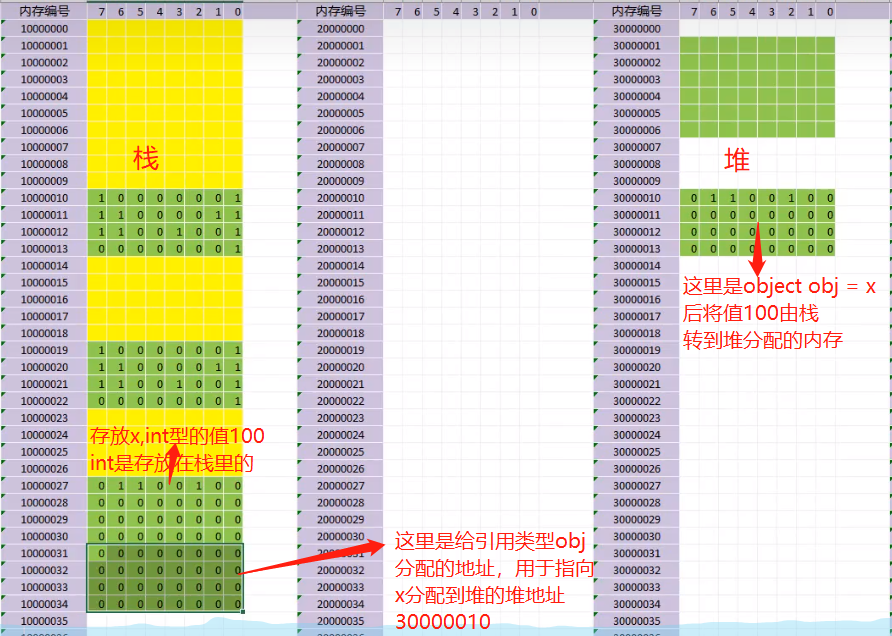 内存编号 7 6 5 4 3 2 1 0
10000000
10000001
10000002
10000003
10000004
10000005
10000006
10000007
10000008
10000009
10000010 1 0 0 0 0 0 0 1
10000011 1 1 0 0 0 0 1 1
10000012 1 1 0 0 1 0 0 1
10000013 0 0 0 0 0 0 0 1
10000014
10000015
10000016
10000017
10000018
10000019 1 0 0 0 0 0 0 1
10000020 1 1 0 0 0 0 1 1
10000021 1 1 0 0 1 0 0 1
10000022 0 0 0 0 0 0 0 1
10000023
10000024
10000025
10000026
10000027 0 1 1 0 0 1 0 0
10000028 0 0 0 0 0 0 0 0
10000029 0 0 0 0 0 0 0 0
10000030 0 0 0 0 0 0 0 0
10000031 0 0 0 0 0 0 0 0
10000032 0 0 0 0 0 0 0 0
10000033 0 0 0 0 0 0 0 0
10000034 0 0 0 0 0 0 0 0
10000035
栈
存放x,int型的值100
int是存放在栈里的
内存编号 7 6 5 4 3 2 1 0
20000000
20000001
20000002
20000003
20000004
20000005
20000006
20000007
20000008
20000009
20000010
20000011
20000012
20000013
20000014
20000015
20000016
20000017
20000018
20000019
20000020
20000021
20000022
20000023
20000024
20000025
20000026
20000027
20000028
20000029
20000030
20000032
20000033
20000034
20000035
这里是给引用类型obj
分配的地址，用于指向
x分配到堆的堆地址
30000010
内存编号 7 6 5 4 3 2 1 0
30000000
30000001
30000002
30000003
30000004
30000005
30000006
30000007
30000008
30000009
30000010 0 1 1 0 0 1 0 0
30000011 0 0 0 0 0 0 0 0
30000012 0 0 0 0 0 0 0 0
30000013 0 0 0 0 0 0 0 0
30000014
30000015
30000016
30000017
30000018
30000019
30000020
30000021
30000022
30000023
30000024
30000025
30000026
30000027
30000028
30000029
30000030
30000031
30000032
30000033
30000034
30000035
堆
这里是object obj = x
后将值100由栈
转到堆分配的内存